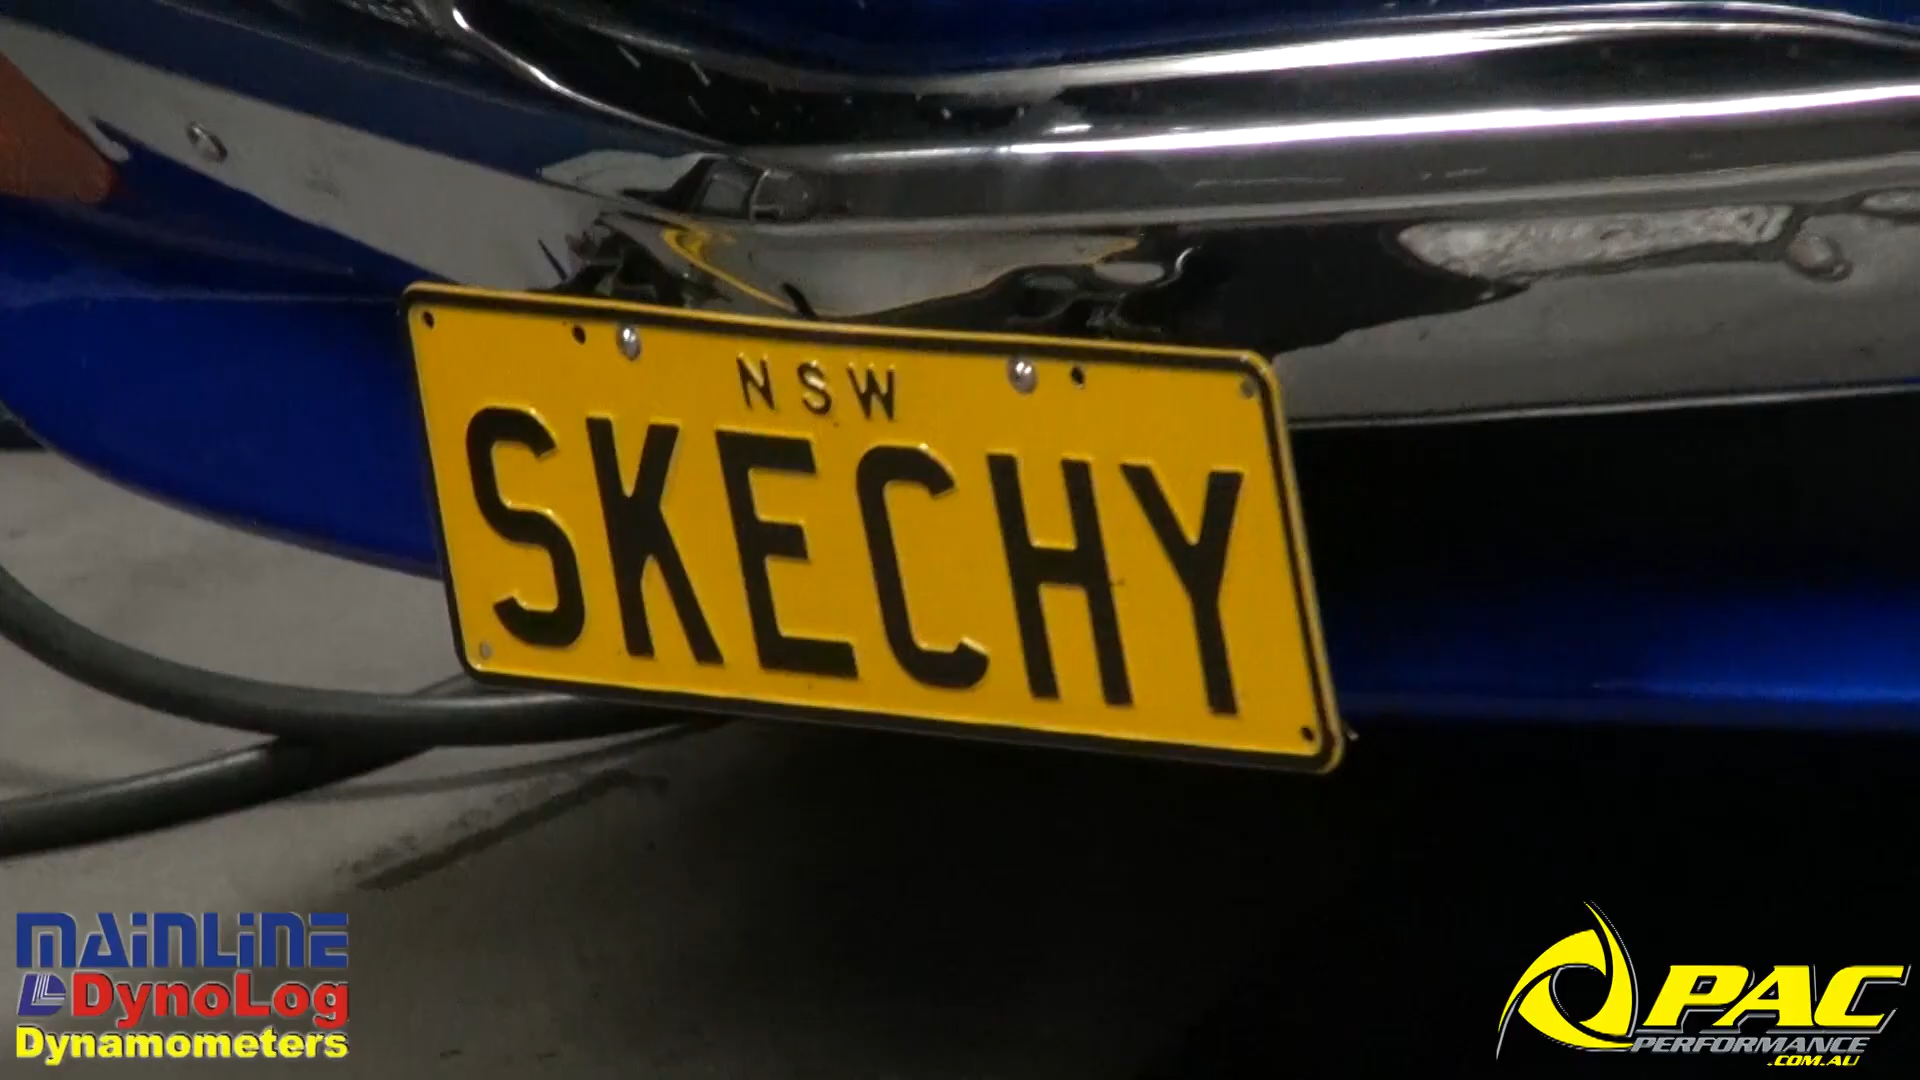 NSW
SKECHY
MAiNLiNE
DynoLog
Dynamometers
PAC
PERFORMANCE
.COM.AU